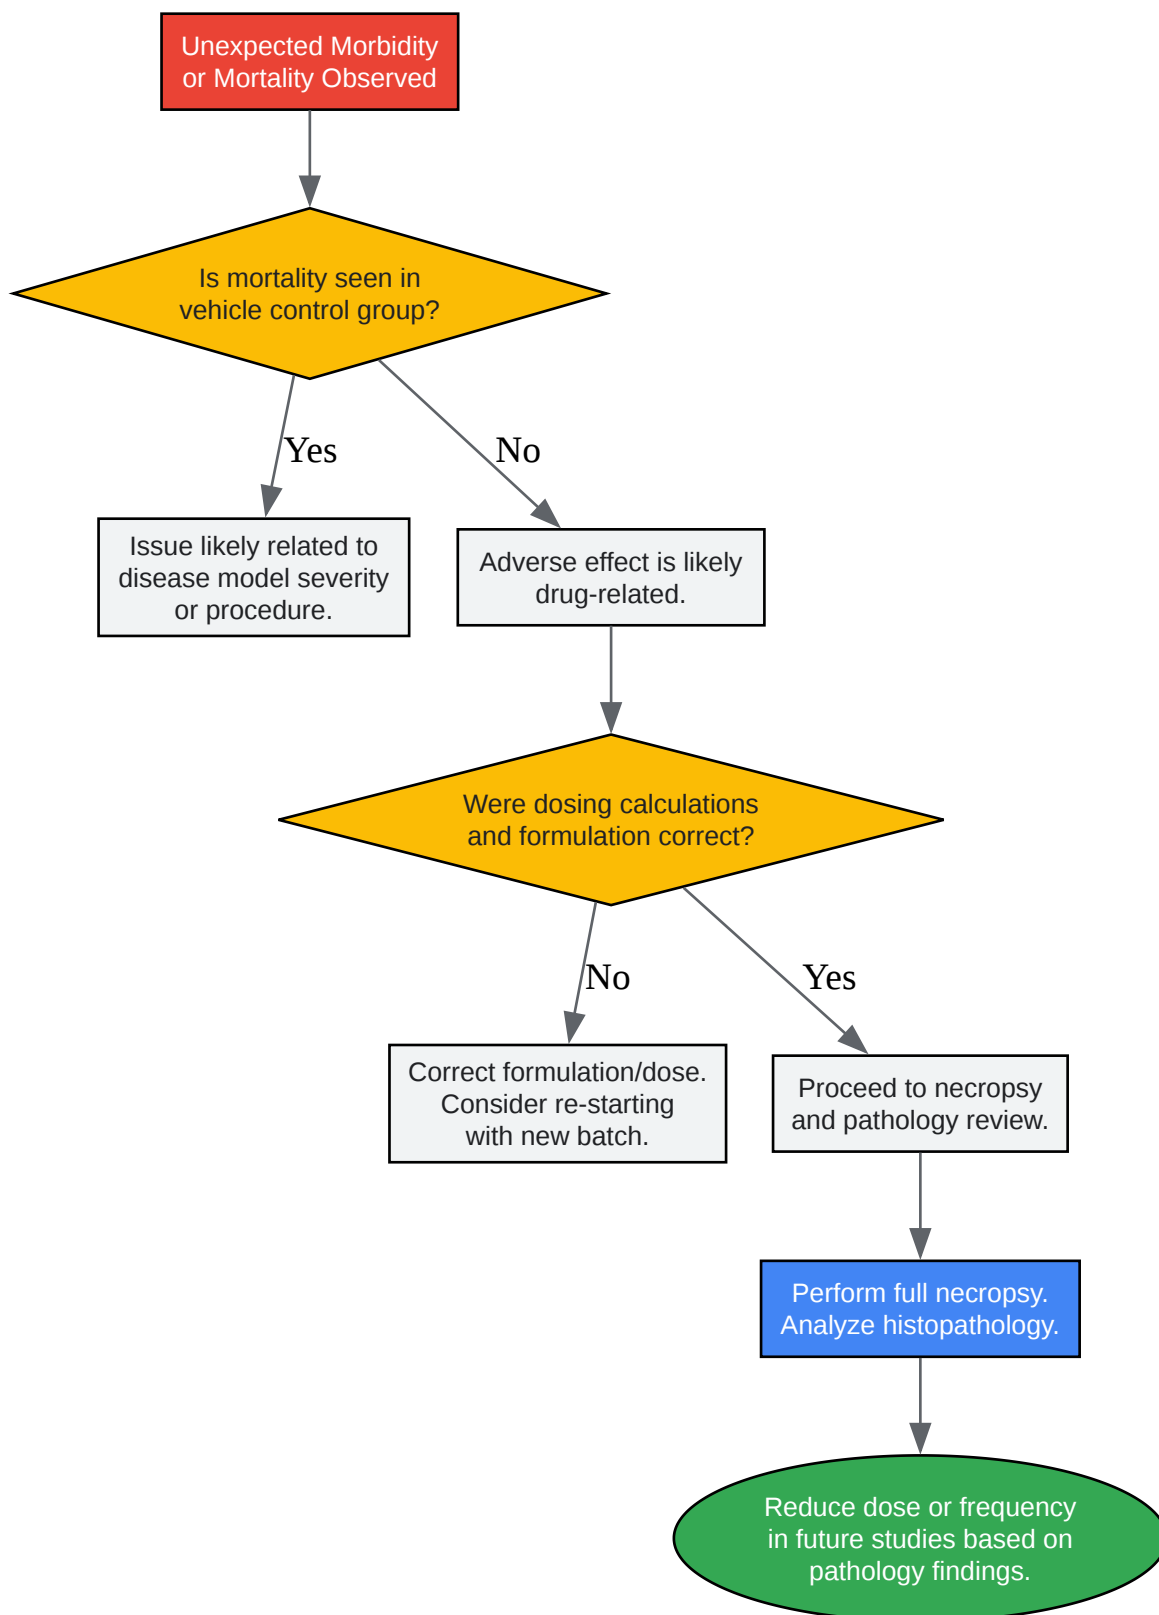 Unexpected Morbidity
or Mortality Observed
Is mortality seen in
vehicle control group?
Yes
No
Issue likely related to
disease model severity
or procedure.
Adverse effect is likely
drug-related.
Were dosing calculations
and formulation correct?
No
Yes
Correct formulation/dose.
Consider re-starting
with new batch.
Proceed to necropsy
and pathology review.
Perform full necropsy.
Analyze histopathology.
Reduce dose or frequency
in future studies based on
pathology findings.